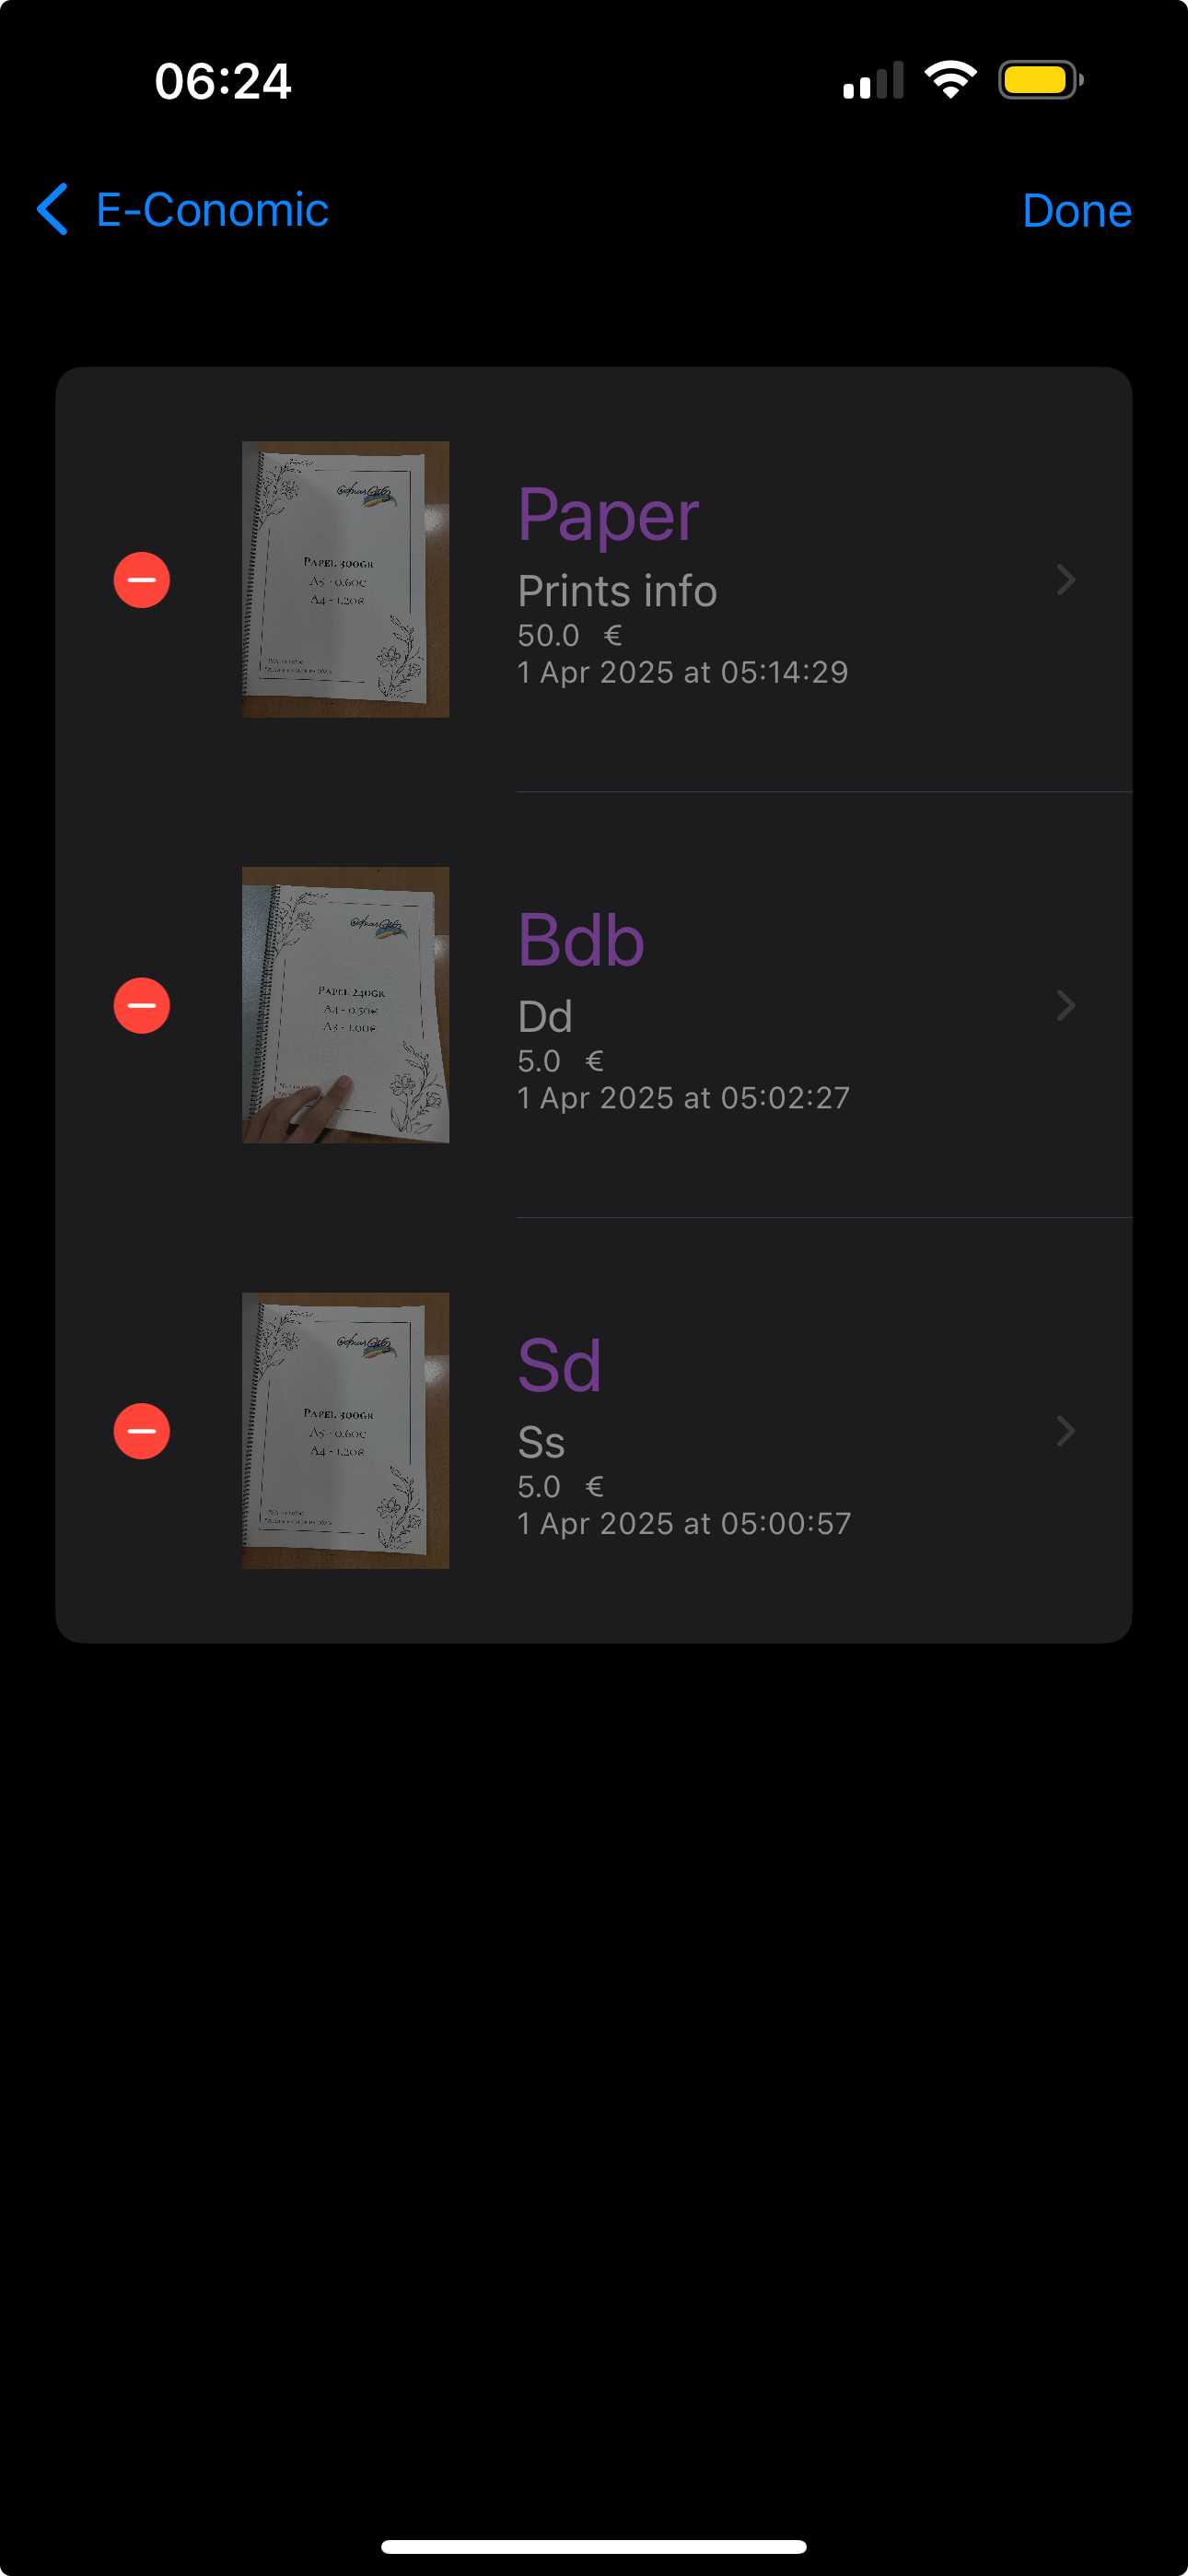 06:24
E-Conomic
Done
PAPEL 300GR
A5 - 0.60€
A4 - 1.20€
Paper
Prints info
50.0 €
1 Apr 2025 at 05:14:29
PAPEL 240GR
A4 - 0.50€
A3 - 1.00€
Bdb
Dd
5.0 €
1 Apr 2025 at 05:02:27
PAPEL 300GR
A5 - 0.60€
A4 - 1.20€
Sd
Ss
5.0 €
1 Apr 2025 at 05:00:57